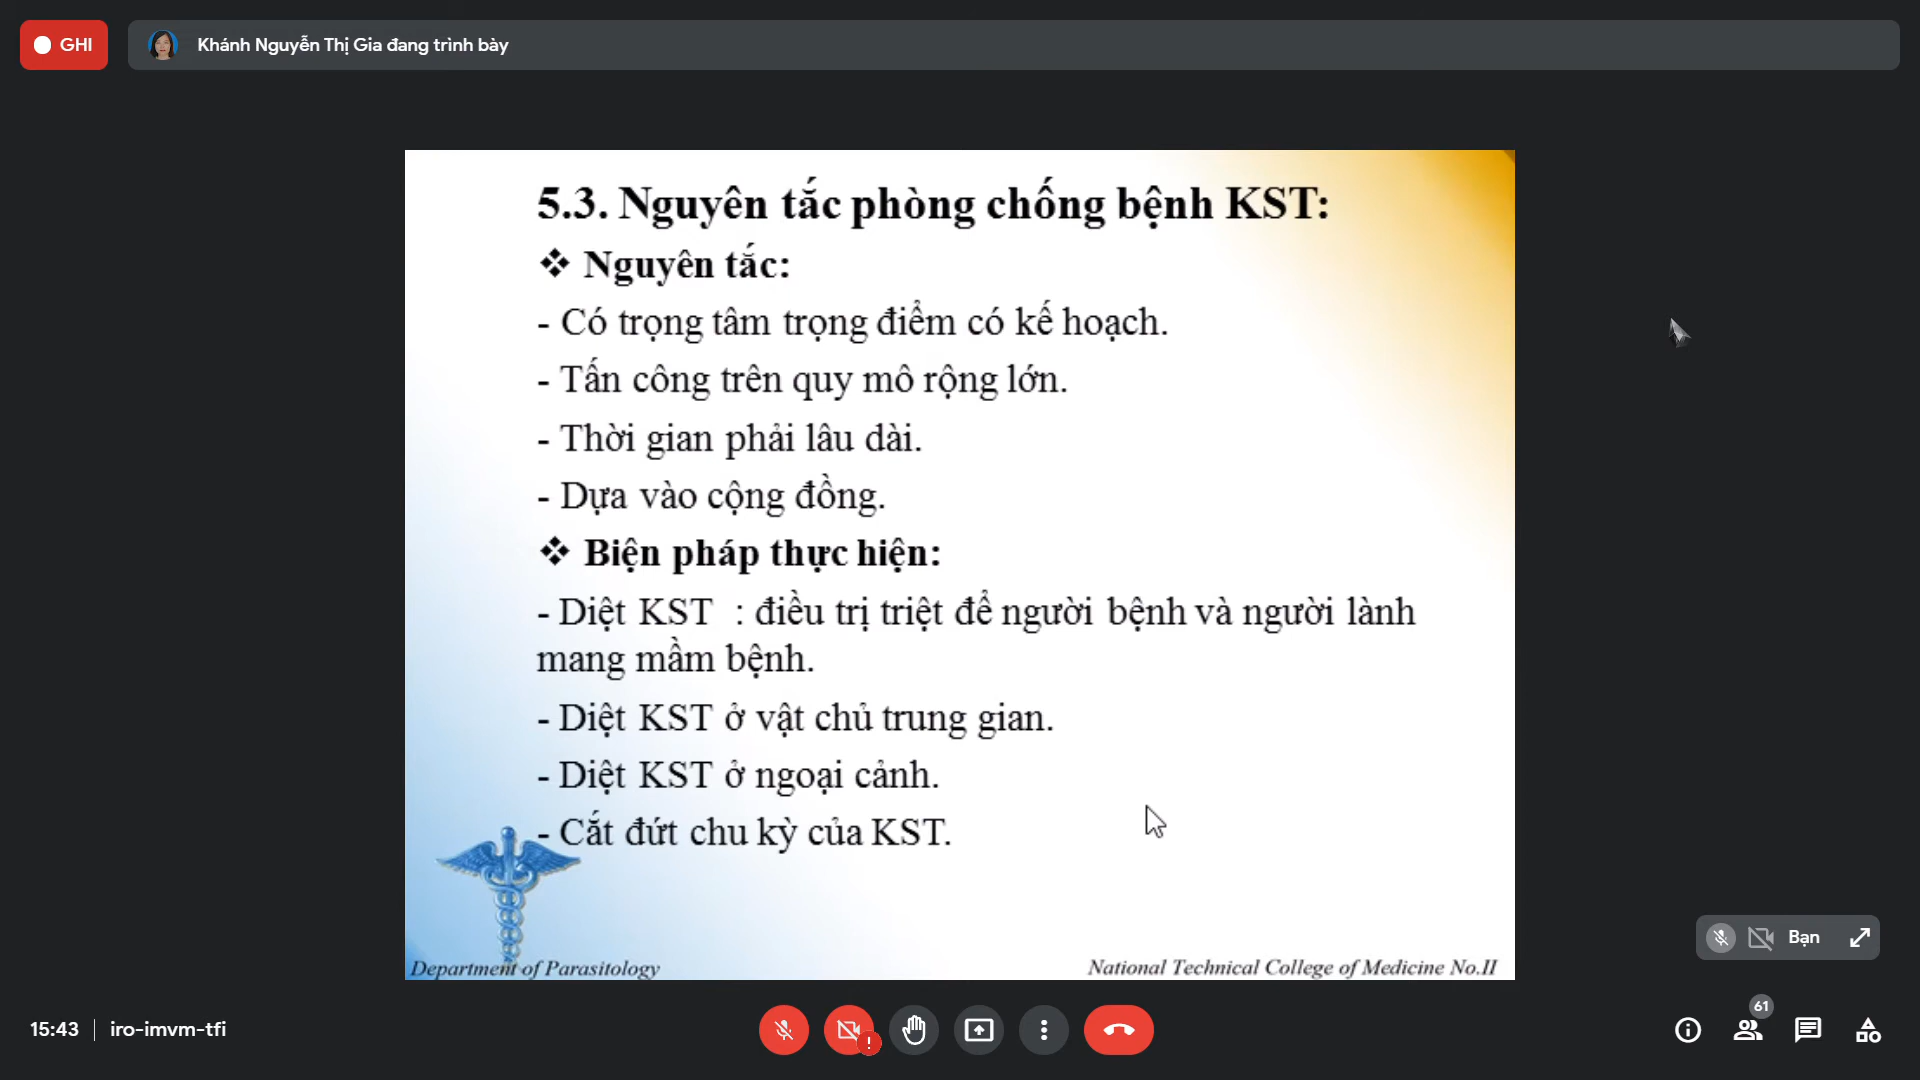 GHI
Khánh Nguyễn Thị Gia đang trình bày
5.3. Nguyên tắc phòng chống bệnh KST:
❖ Nguyên tắc:
- Có trọng tâm trọng điểm có kế hoạch.
- Tấn công trên quy mô rộng lớn.
- Thời gian phải lâu dài.
- Dựa vào cộng đồng.
❖ Biện pháp thực hiện:
- Diệt KST : điều trị triệt để người bệnh và người lành
mang mầm bệnh.
- Diệt KST ở vật chủ trung gian.
- Diệt KST ở ngoại cảnh.
- Cắt đứt chu kỳ của KST.
Department of Parasitology
National Technical College of Medicine No.II
Bạn
15:43 | iro-imvm-tfi
61